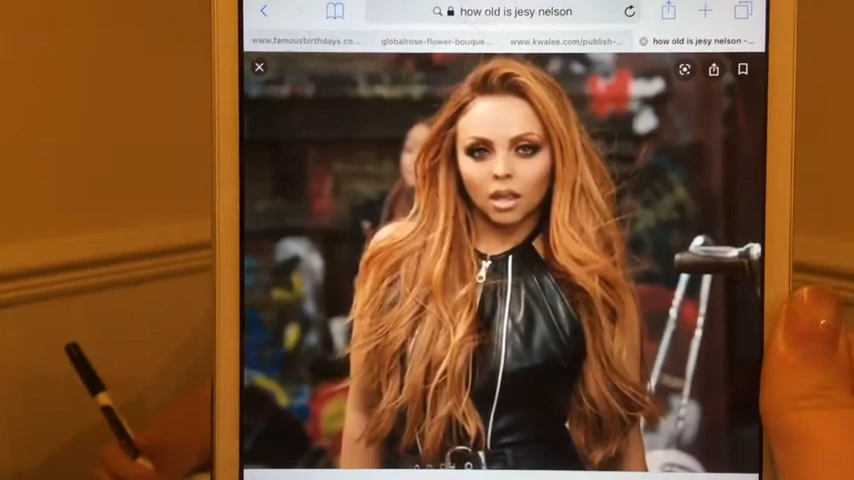 how old is jesy nelson
www.famousbirthdays.co... globalrose-flower-bouque... www.kwalee.com/publish-... how old is jesy nelson -...